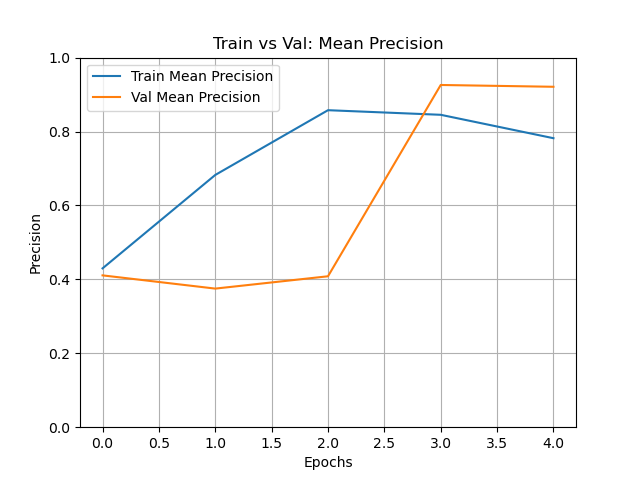 Train vs Val: Mean Precision
Train Mean Precision
Val Mean Precision
Precision
1.0
0.8
0.6
0.4
0.2
0.0
0.0 0.5 1.0 1.5 2.0 2.5 3.0 3.5 4.0
Epochs